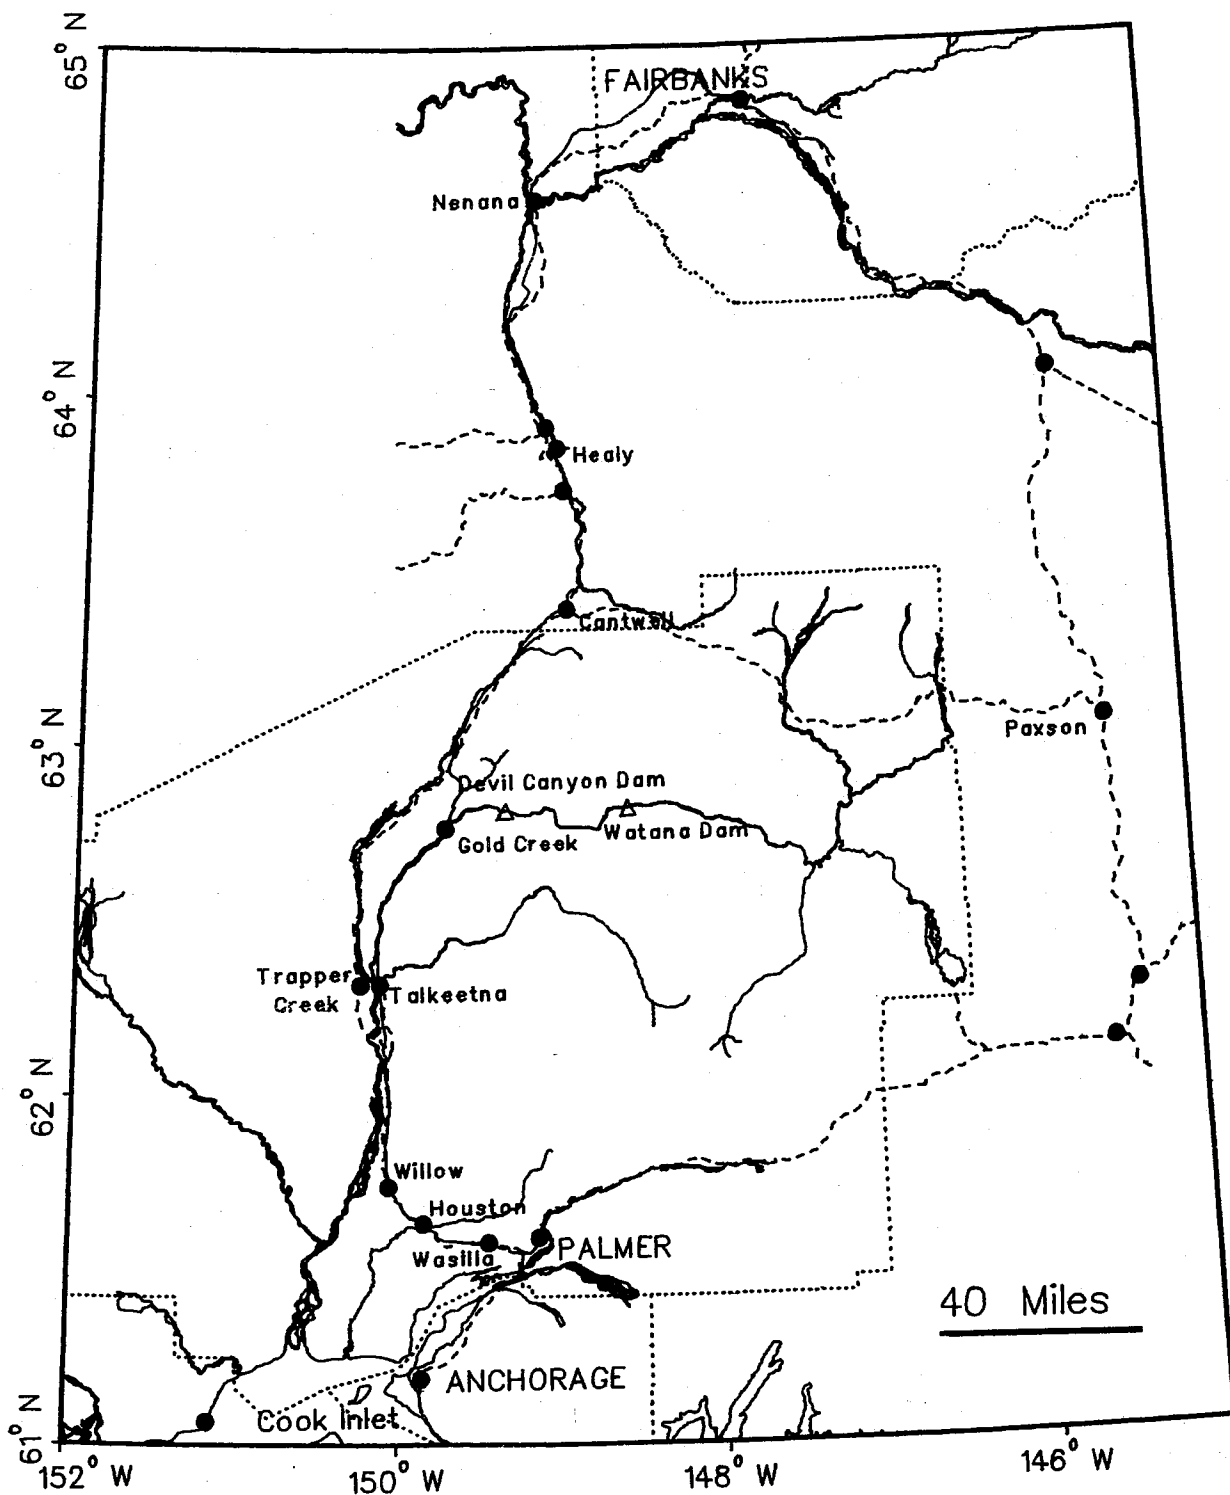 65° N
FAIRBANKS
Nenana
64° N
Healy
Cantwell
63° N
Paxson
Devil Canyon Dam
Gold Creek
Watana Dam
Trapper
Creek
Talkeetna
62° N
Willow
Houston
Wasilla
PALMER
40 Miles
ANCHORAGE
Cook Inlet
61° N
152° W
150° W
148° W
146° W